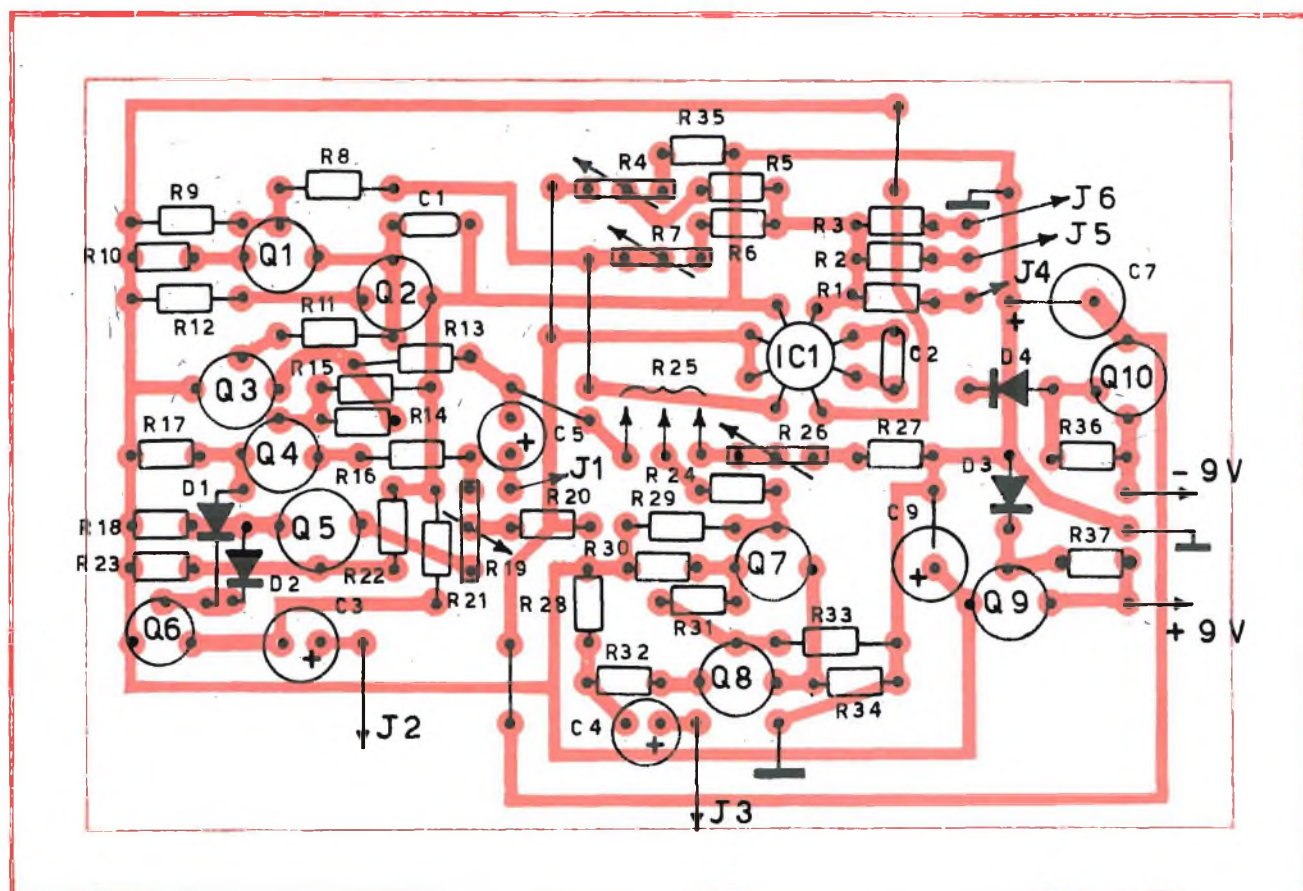 R35
R8 R4 R5
R9 C1 R3 J6
R7
R10 Q1 R6 R2 J5
Q2 R1 J4 C7
R12 R11 R13 +
IC1 C2 D4
R15 R25
Q3 Q10
R14
R17 C5 R26 R27 R36
Q4 + D3
R16 J1 R24 - 9 V
D1 R20 R29 C9
R18 Q5 R30 R37
R23 D2 R22 R19 Q7
C3 R21 R28 R31 + Q9
Q6 R33 + 9 V
+ R32 Q8
C4 R34
J2 +
J3